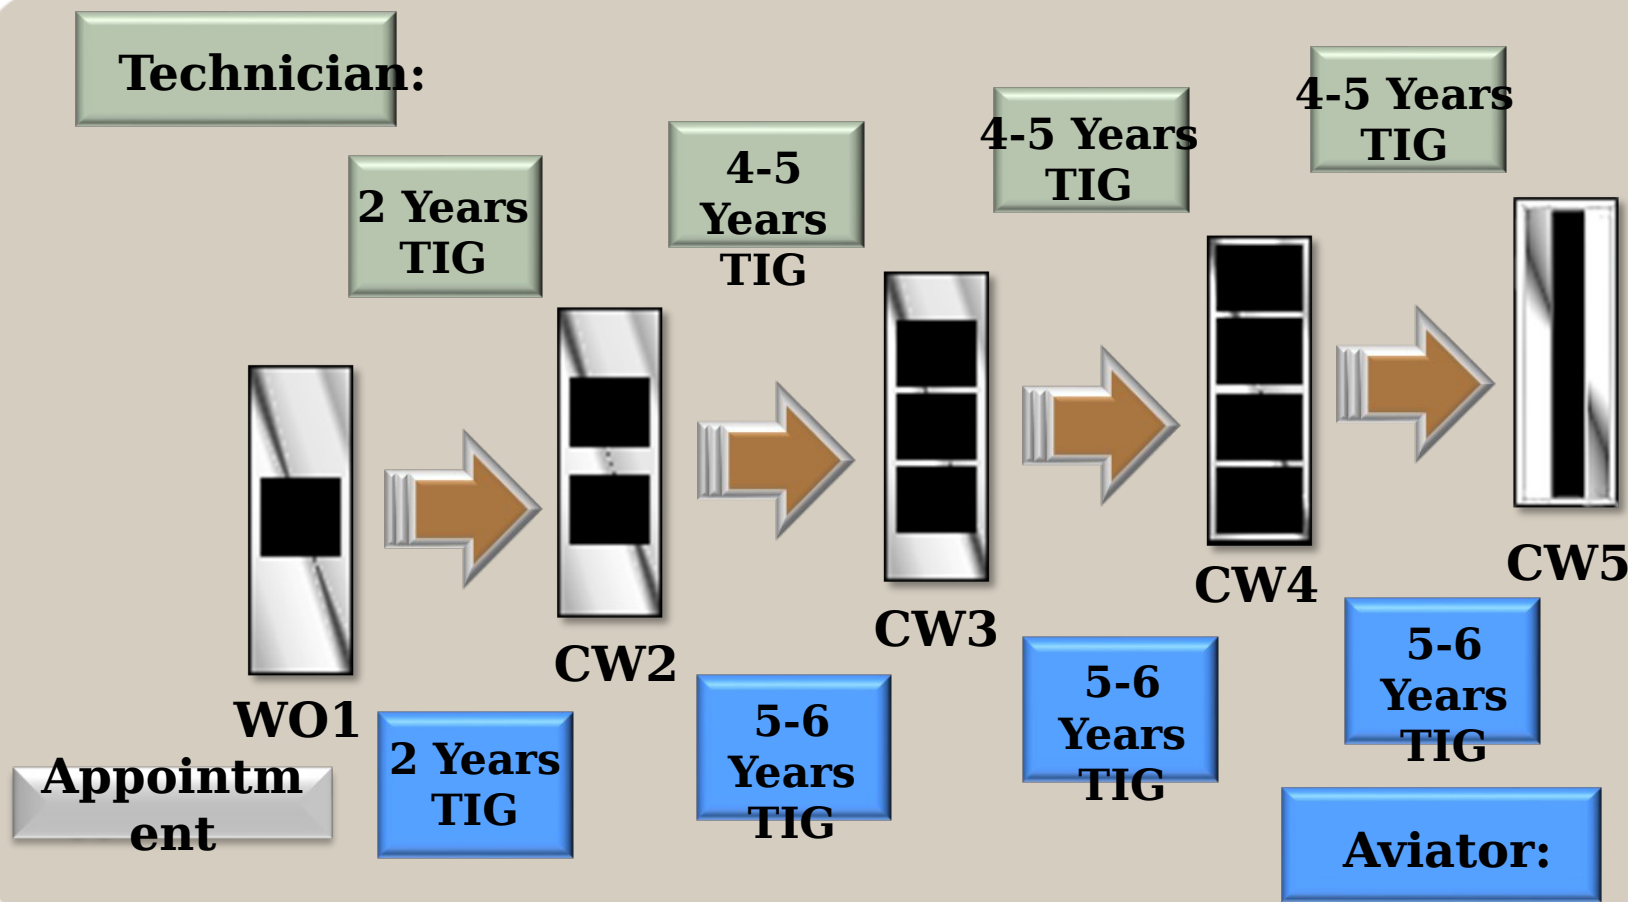 Technician:
2 Years
TIG
4-5
Years
TIG
4-5 Years
TIG
4-5 Years
TIG
WO1
CW2
CW3
CW4
CW5
Appointm
ent
2 Years
TIG
5-6
Years
TIG
5-6
Years
TIG
5-6
Years
TIG
Aviator: